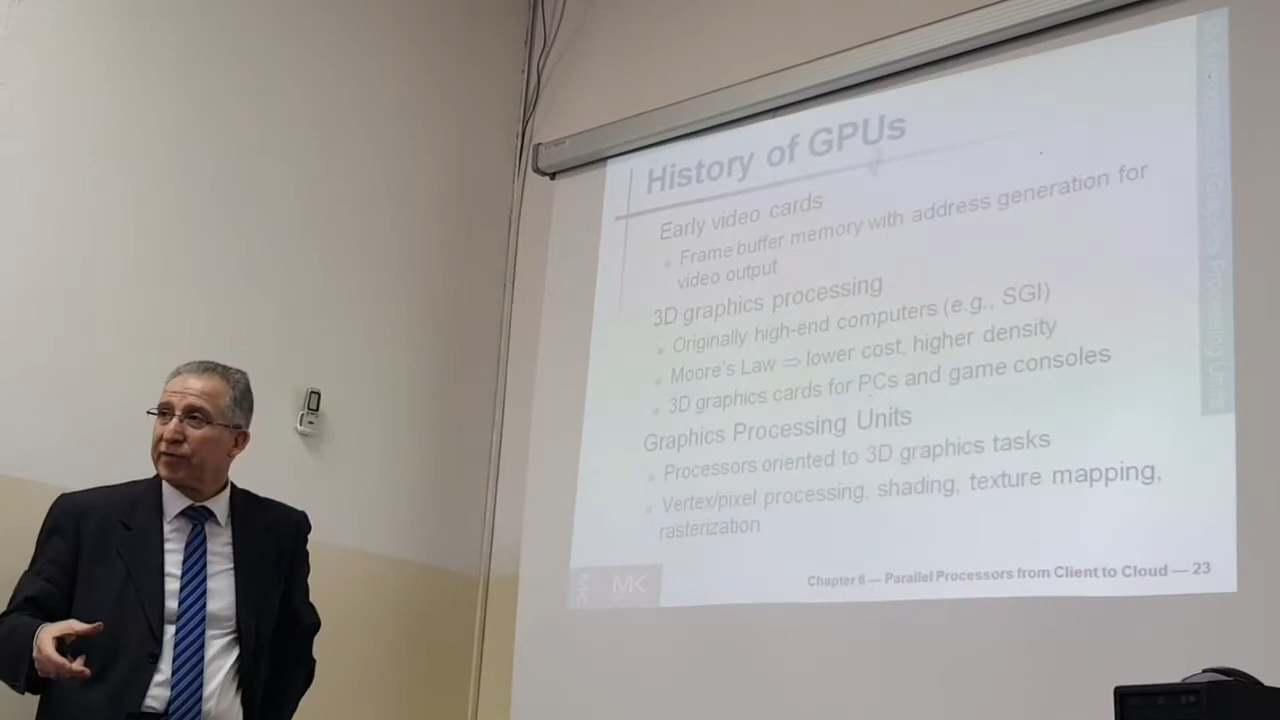 History of GPUs
Early video cards
Frame buffer memory with address generation for
video output
3D graphics processing
Originally high-end computers (e.g., SGI)
Moore's Law ⇒ lower cost, higher density
3D graphics cards for PCs and game consoles
Graphics Processing Units
Processors oriented to 3D graphics tasks
Vertex/pixel processing, shading, texture mapping,
rasterization
MK
Chapter 6 — Parallel Processors from Client to Cloud — 23